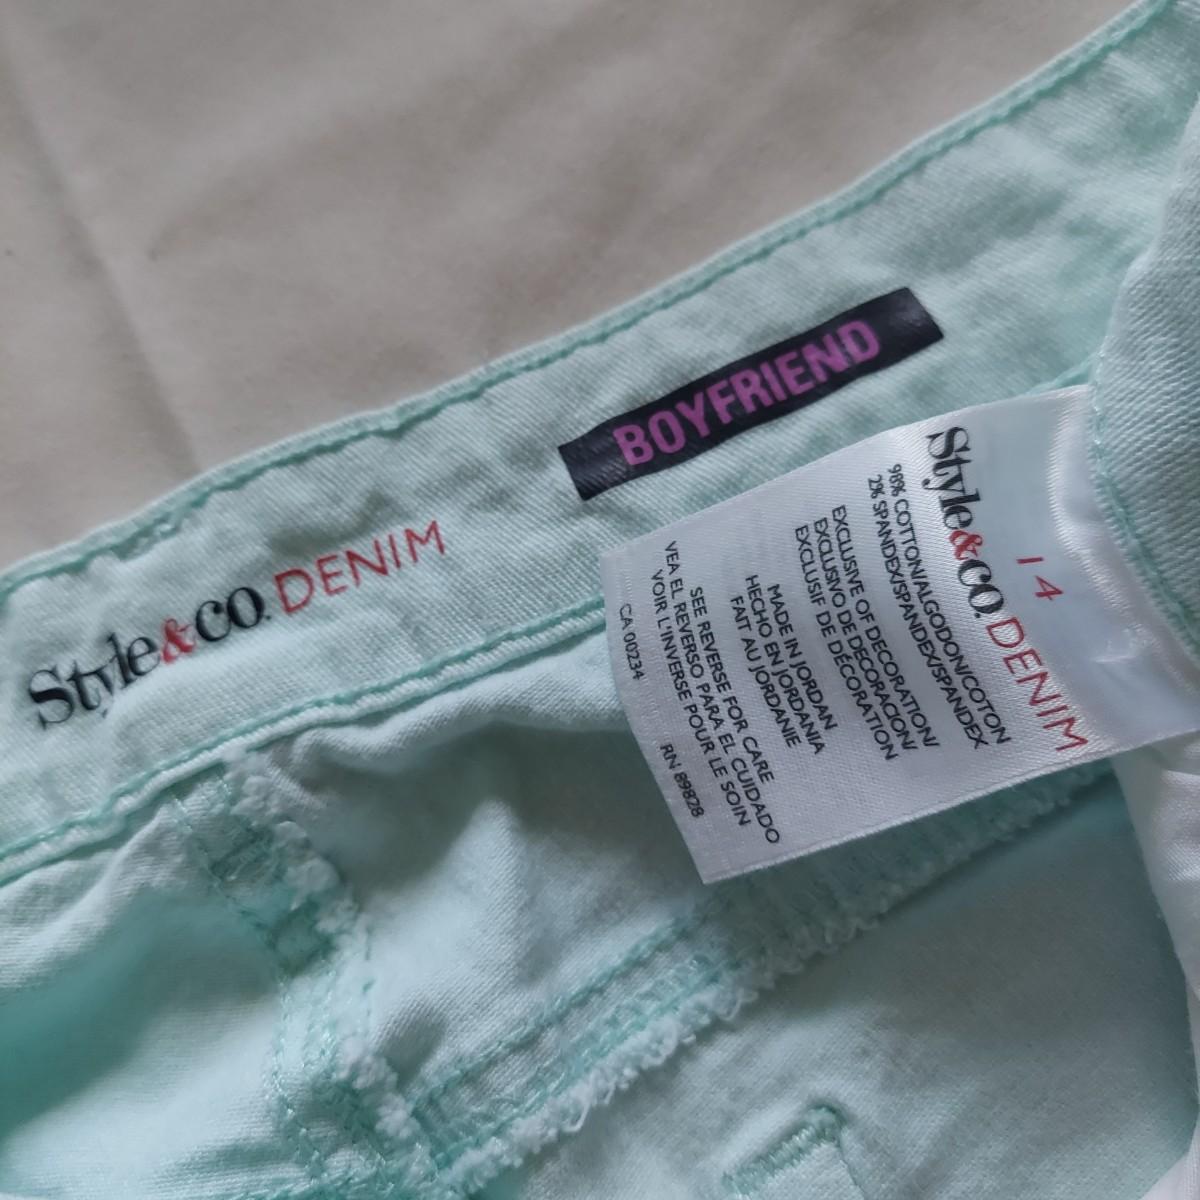 Style&co. DENIM
BOYFRIEND
14
Style&co. DENIM
98% COTTON/ALGODON/COTON
2% SPANDEX/SPANDEX/SPANDEX
EXCLUSIVE OF DECORATION/
EXCLUSIVO DE DECORACION/
EXCLUSIF DE DÉCORATION
MADE IN JORDAN
HECHO EN JORDANIA
FAIT AU JORDANIE
SEE REVERSE FOR CARE
VEA EL REVERSO PARA EL CUIDADO
VOIR L'INVERSE POUR LE SOIN
CA 00234 RN 89828